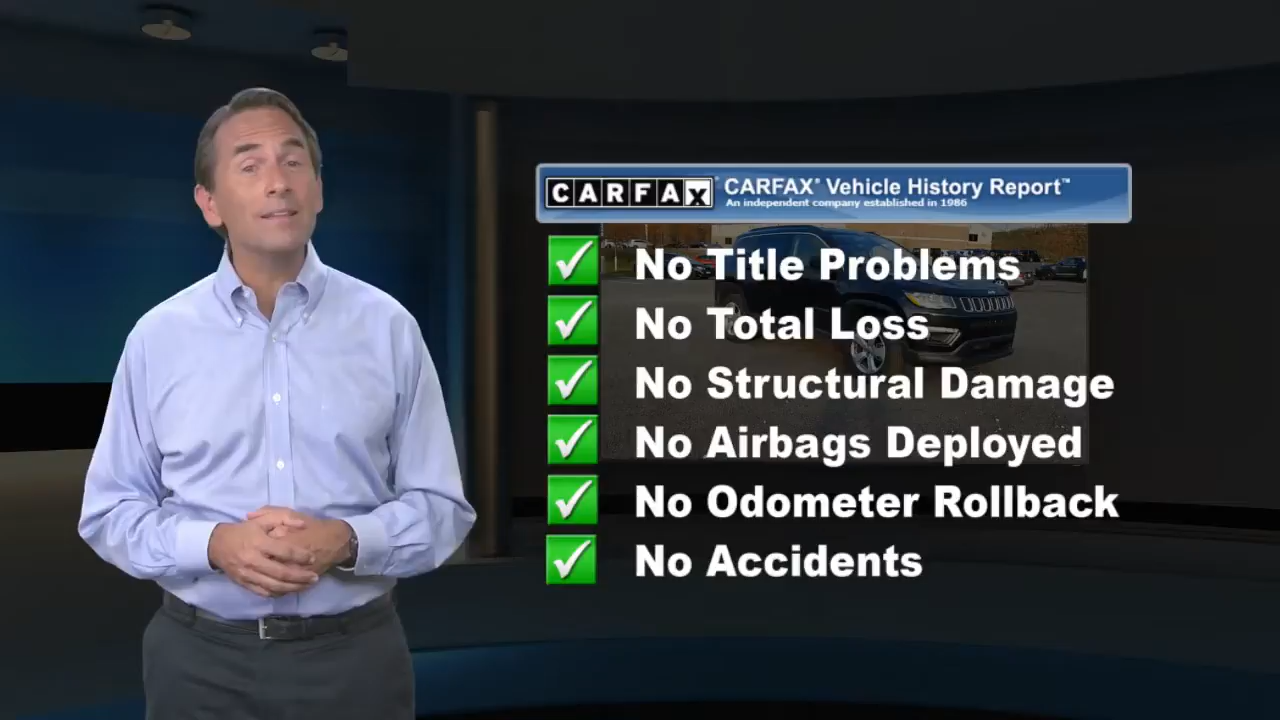 CARFAX
CARFAX® Vehicle History Report™
An independent company established in 1986
No Title Problems
No Total Loss
No Structural Damage
No Airbags Deployed
No Odometer Rollback
No Accidents